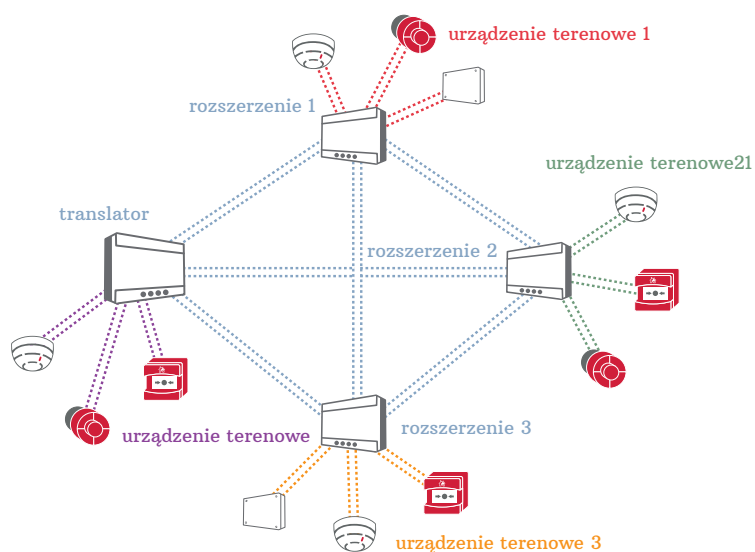 urządzenie terenowe 1
rozszerzenie 1
urządzenie terenowe21
translator
rozszerzenie 2
urządzenie terenowe
rozszerzenie 3
urządzenie terenowe 3